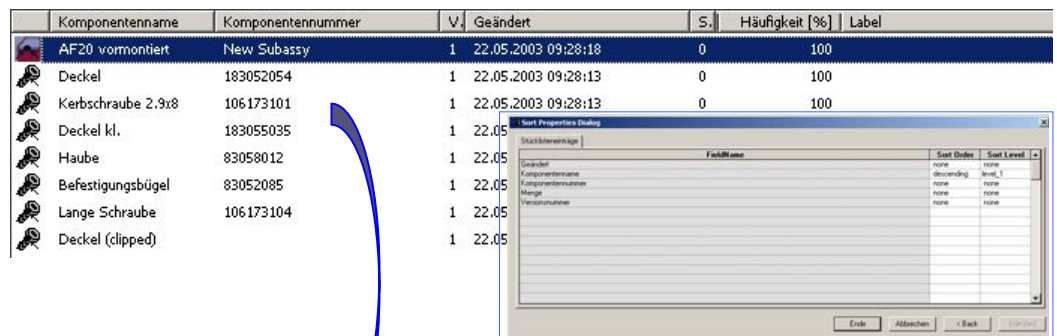 Komponentenname Komponentennummer V. Geändert S. Häufigkeit [%] Label
AF20 vormontiert New Subassy 1 22.05.2003 09:28:18 0 100
Deckel 183052054 1 22.05.2003 09:28:13 0 100
Kerbschraube 2.9x8 106173101 1 22.05.2003 09:28:13 0 100
Deckel kl. 183055035 1 22.05
Haube 83058012 1 22.05
Befestigungsbügel 83052085 1 22.05
Lange Schraube 106173104 1 22.05
Deckel (clipped) 1 22.05
Sort Properties Dialog
Stücklisteneinträge
FieldName Sort Order Sort Level
Geändert none none
Komponentenname descending level_1
Komponentennummer none none
Menge none none
Versionsnummer none none
Ende Abbrechen < Back Standard